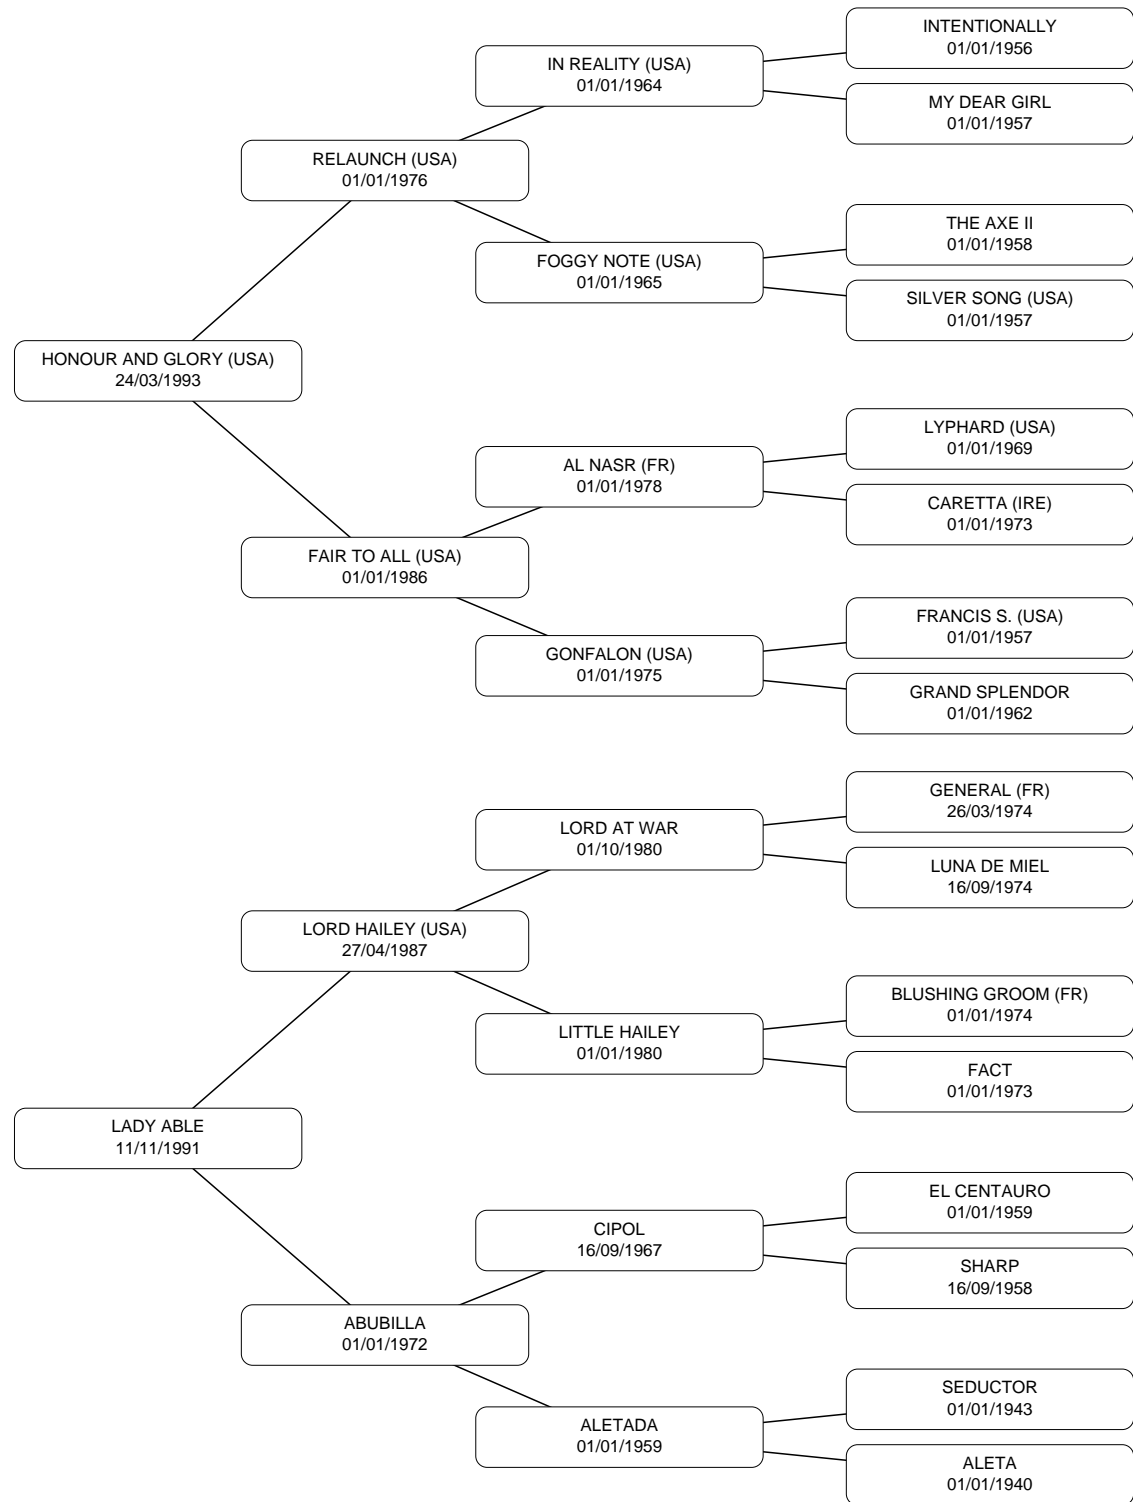 INTENTIONALLY
01/01/1956
IN REALITY (USA)
01/01/1964
MY DEAR GIRL
01/01/1957
RELAUNCH (USA)
01/01/1976
THE AXE II
01/01/1958
FOGGY NOTE (USA)
01/01/1965
SILVER SONG (USA)
01/01/1957
HONOUR AND GLORY (USA)
24/03/1993
LYPHARD (USA)
01/01/1969
AL NASR (FR)
01/01/1978
CARETTA (IRE)
01/01/1973
FAIR TO ALL (USA)
01/01/1986
FRANCIS S. (USA)
01/01/1957
GONFALON (USA)
01/01/1975
GRAND SPLENDOR
01/01/1962
GENERAL (FR)
26/03/1974
LORD AT WAR
01/10/1980
LUNA DE MIEL
16/09/1974
LORD HAILEY (USA)
27/04/1987
BLUSHING GROOM (FR)
01/01/1974
LITTLE HAILEY
01/01/1980
FACT
01/01/1973
LADY ABLE
11/11/1991
EL CENTAURO
01/01/1959
CIPOL
16/09/1967
SHARP
16/09/1958
ABUBILLA
01/01/1972
SEDUCTOR
01/01/1943
ALETADA
01/01/1959
ALETA
01/01/1940